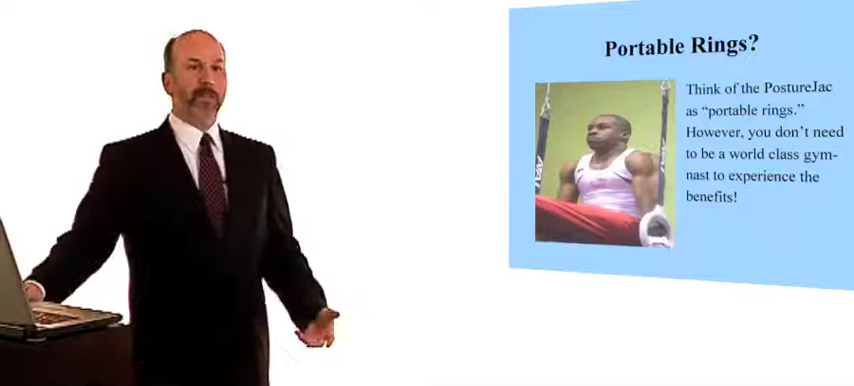 Portable Rings?
Think of the PostureJac
as “portable rings.”
However, you don’t need
to be a world class gym-
nast to experience the
benefits!